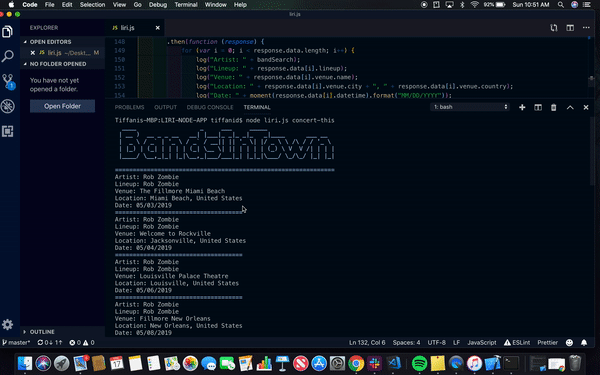 Code File Edit Selection View Go Debug Terminal Window Help
92% Sun 10:51 AM
liri.js
EXPLORER
JS liri.js
OPEN EDITORS
JS liri.js ~/Deskt... M
NO FOLDER OPENED
You have not yet
opened a folder.
Open Folder
148 .then(function (response) {
149 for (var i = 0; i < response.data.length; i++) {
150 log("Artist: " + bandSearch);
151 log("Lineup: " + response.data[i].lineup);
152 log("Venue: " + response.data[i].venue.name);
153 log("Location: " + response.data[i].venue.city + ", " + response.data[i].venue.country);
154 log("Date: " + moment(response.data[i].datetime).format("MM/DD/YYYY"));
PROBLEMS OUTPUT DEBUG CONSOLE TERMINAL 1: bash
Tiffanis-MBP:LIRI-NODE-APP tiffanid$ node liri.js concert-this
BandsInTown
Artist: Rob Zombie
Lineup: Rob Zombie
Venue: The Fillmore Miami Beach
Location: Miami Beach, United States
Date: 05/03/2019
Artist: Rob Zombie
Lineup: Rob Zombie
Venue: Welcome to Rockville
Location: Jacksonville, United States
Date: 05/04/2019
Artist: Rob Zombie
Lineup: Rob Zombie
Venue: Louisville Palace Theatre
Location: Louisville, United States
Date: 05/06/2019
Artist: Rob Zombie
Lineup: Rob Zombie
Venue: Fillmore New Orleans
Location: New Orleans, United States
Date: 05/08/2019
OUTLINE
master* 0↓ 1↑ 0 0 Ln 132, Col 6 Spaces: 4 UTF-8 LF JavaScript ESLint Prettier